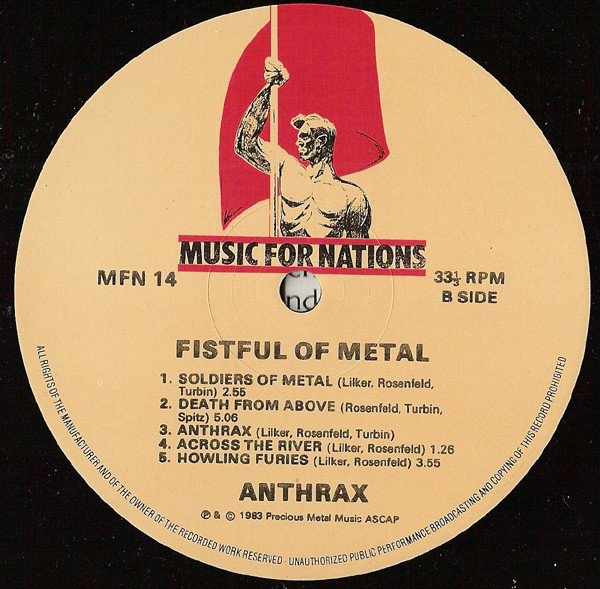 MUSIC FOR NATIONS
MFN 14
33⅓ RPM
B SIDE
nd
FISTFUL OF METAL
1. SOLDIERS OF METAL (Lilker, Rosenfeld,
Turbin) 2.55
2. DEATH FROM ABOVE (Rosenfeld, Turbin,
Spitz) 5.06
3. ANTHRAX (Lilker, Rosenfeld, Turbin)
4. ACROSS THE RIVER (Lilker, Rosenfeld) 1.26
5. HOWLING FURIES (Lilker, Rosenfeld) 3.55
ANTHRAX
℗ & © 1983 Precious Metal Music ASCAP
ALL RIGHTS OF THE MANUFACTURER AND OF THE OWNER OF THE RECORDED WORK RESERVED - UNAUTHORIZED PUBLIC PERFORMANCE BROADCASTING AND COPYING OF THIS RECORD PROHIBITED